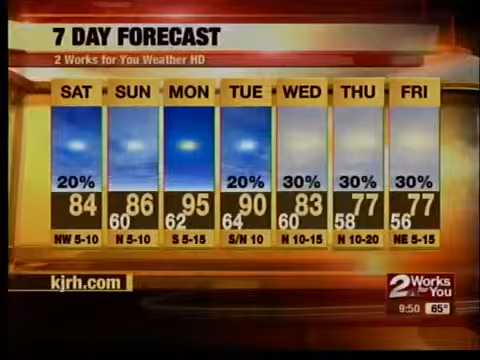 7 DAY FORECAST
2 Works for You Weather HD
SAT SUN MON TUE WED THU FRI
20% 20% 30% 30% 30%
84 86 95 90 83 77 77
60 62 64 60 58 56
NW 5-10 N 5-10 S 5-15 S/N 10 N 10-15 N 10-20 NE 5-15
kjrh.com
2 Works for You
9:50 65°